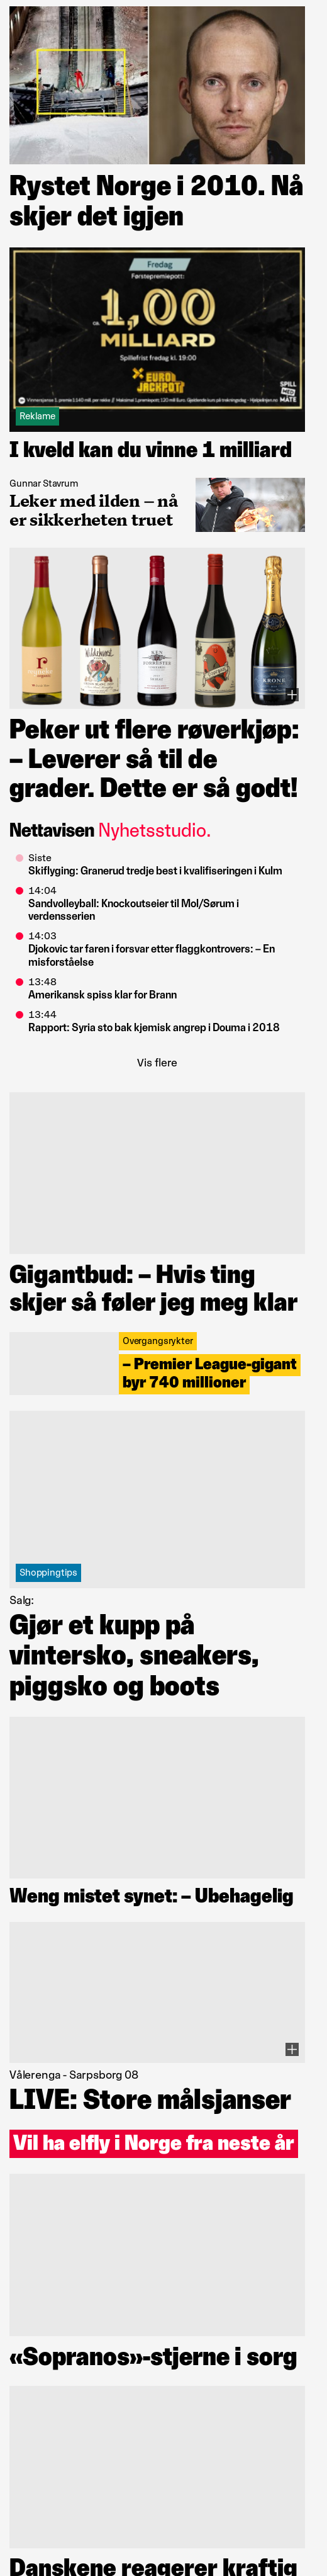 Rystet Norge i 2010. Nå
skjer det igjen
Fredag
Førstepremiepott:
ca. 1,00
MILLIARD
Spillefrist fredag kl. 19:00
EURO
JACKPOT
SPILL
MED
MATE
Reklame
I kveld kan du vinne 1 milliard
Gunnar Stavrum
Leker med ilden – nå
er sikkerheten truet
KRONE
Peker ut flere røverkjøp:
– Leverer så til de
grader. Dette er så godt!
Nettavisen Nyhetsstudio.
Siste
Skiflyging: Granerud tredje best i kvalifiseringen i Kulm
14:04
Sandvolleyball: Knockoutseier til Mol/Sørum i
verdensserien
14:03
Djokovic tar faren i forsvar etter flaggkontrovers: – En
misforståelse
13:48
Amerikansk spiss klar for Brann
13:44
Rapport: Syria sto bak kjemisk angrep i Douma i 2018
Vis flere
Gigantbud: – Hvis ting
skjer så føler jeg meg klar
Overgangsrykter
– Premier League-gigant
byr 740 millioner
Shoppingtips
Salg:
Gjør et kupp på
vintersko, sneakers,
piggsko og boots
Weng mistet synet: – Ubehagelig
Vålerenga - Sarpsborg 08
LIVE: Store målsjanser
Vil ha elfly i Norge fra neste år
«Sopranos»-stjerne i sorg
Danskene reagerer kraftig